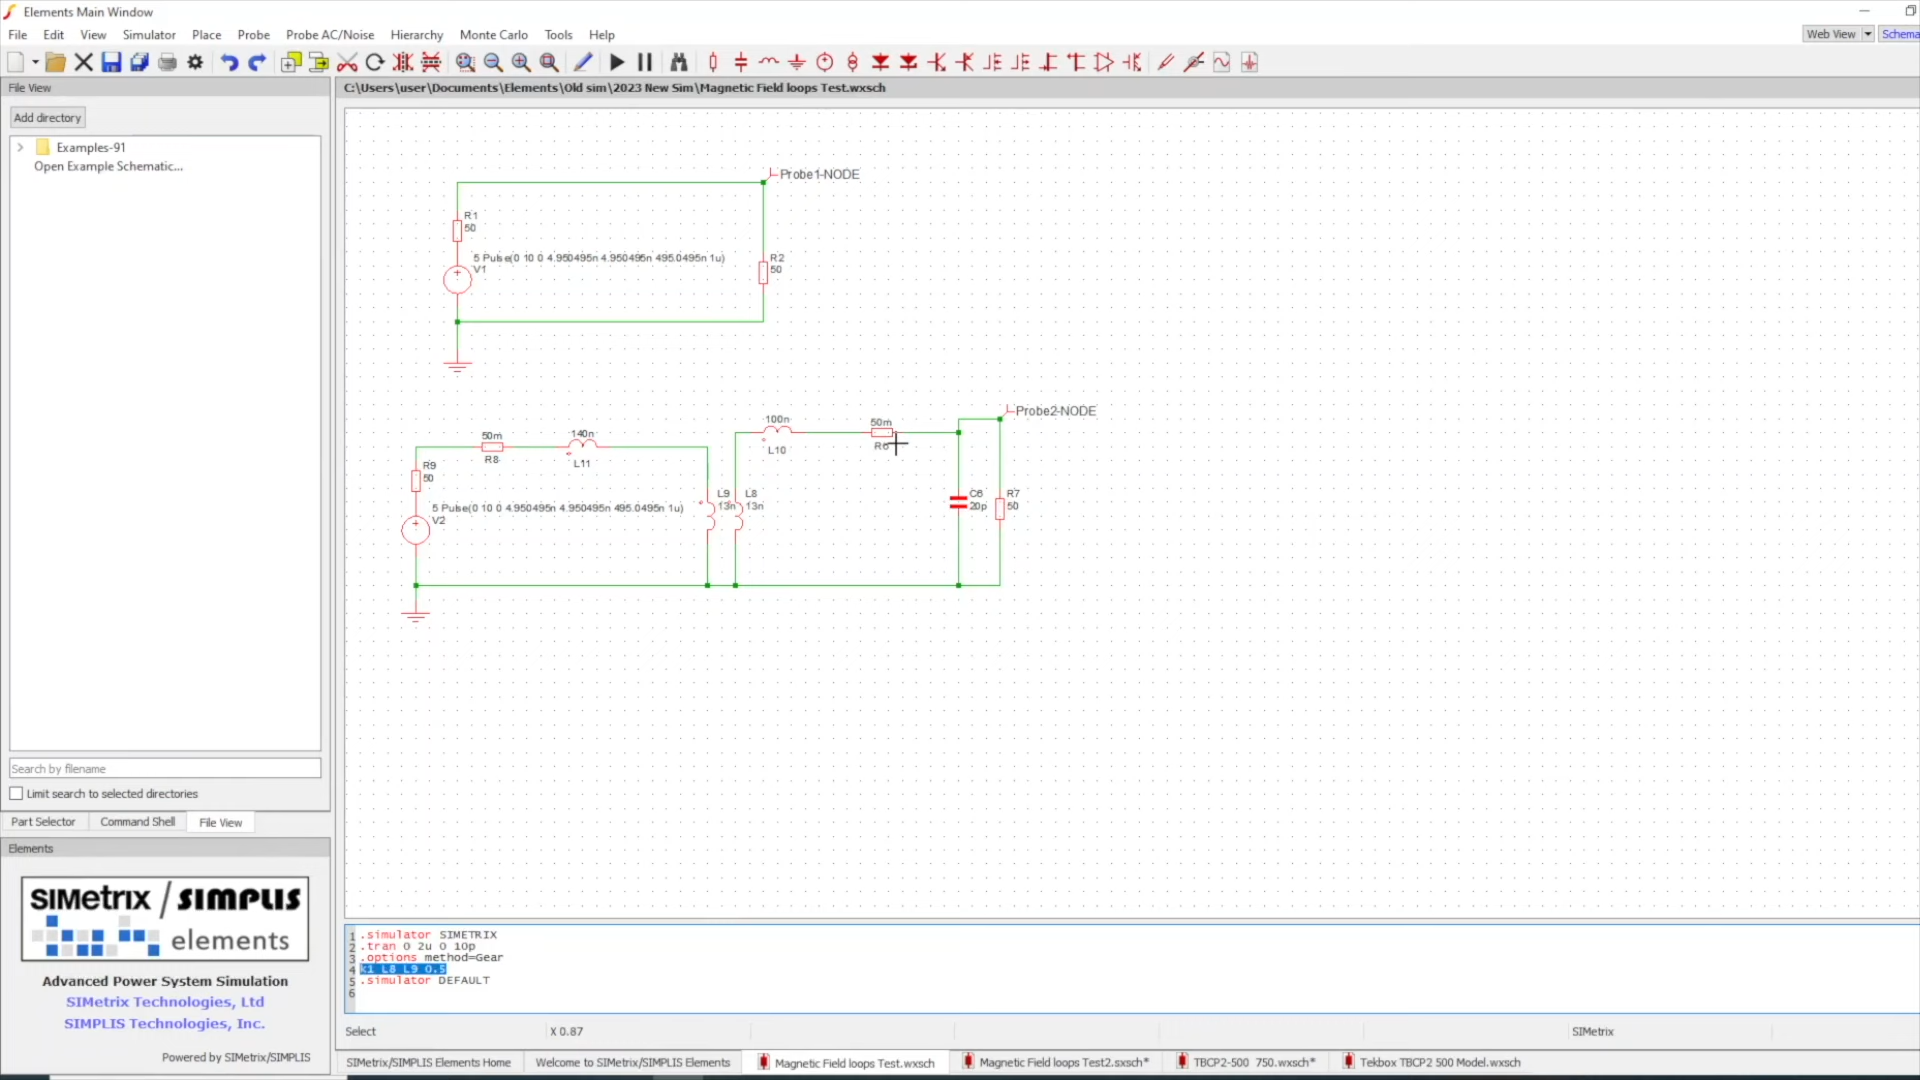 Elements Main Window
File Edit View Simulator Place Probe Probe AC/Noise Hierarchy Monte Carlo Tools Help
Web View
Schema
File View
C:\Users\user\Documents\Elements\Old sim\2023 New Sim\Magnetic Field loops Test.wxsch
Add directory
Examples-91
Open Example Schematic...
Probe1-NODE
R1
50
5 Pulse(0 10 0 4.950495n 4.950495n 495.0495n 1u)
V1
R2
50
Probe2-NODE
100n
L10
50m
R6
50m
R8
140n
L11
R9
50
5 Pulse(0 10 0 4.950495n 4.950495n 495.0495n 1u)
V2
L9
13n
L8
13n
C6
20p
R7
50
Search by filename
Limit search to selected directories
Part Selector Command Shell File View
Elements
SIMetrix / SIMPLIS
elements
Advanced Power System Simulation
SIMetrix Technologies, Ltd
SIMPLIS Technologies, Inc.
Powered by SIMetrix/SIMPLIS
1 .simulator SIMETRIX
2 .tran 0 2u 0 10p
3 .options method=Gear
4 k1 L8 L9 0.5
5 .simulator DEFAULT
6
Select X 0.87 SIMetrix
SIMetrix/SIMPLIS Elements Home Welcome to SIMetrix/SIMPLIS Elements Magnetic Field loops Test.wxsch Magnetic Field loops Test2.sxsch* TBCP2-500 750.wxsch* Tekbox TBCP2 500 Model.wxsch